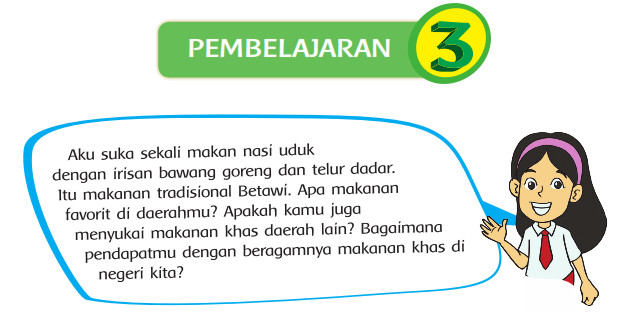 PEMBELAJARAN 3
Aku suka sekali makan nasi uduk
dengan irisan bawang goreng dan telur dadar.
Itu makanan tradisional Betawi. Apa makanan
favorit di daerahmu? Apakah kamu juga
menyukai makanan khas daerah lain? Bagaimana
pendapatmu dengan beragamnya makanan khas di
negeri kita?